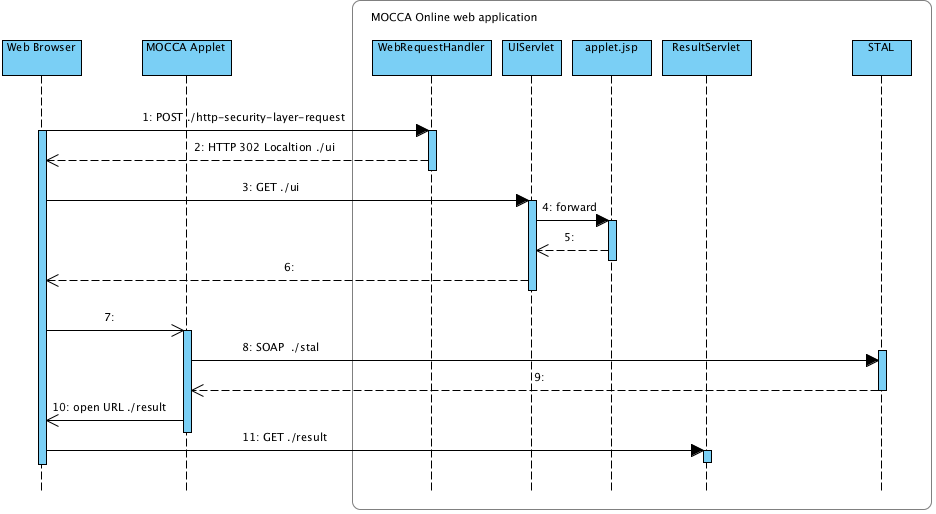 MOCCA Online web application
Web Browser
MOCCA Applet
WebRequestHandler
UIServlet
applet.jsp
ResultServlet
STAL
1: POST ./http-security-layer-request
2: HTTP 302 Localtion ./ui
3: GET ./ui
4: forward
5:
6:
7:
8: SOAP ./stal
9:
10: open URL ./result
11: GET ./result